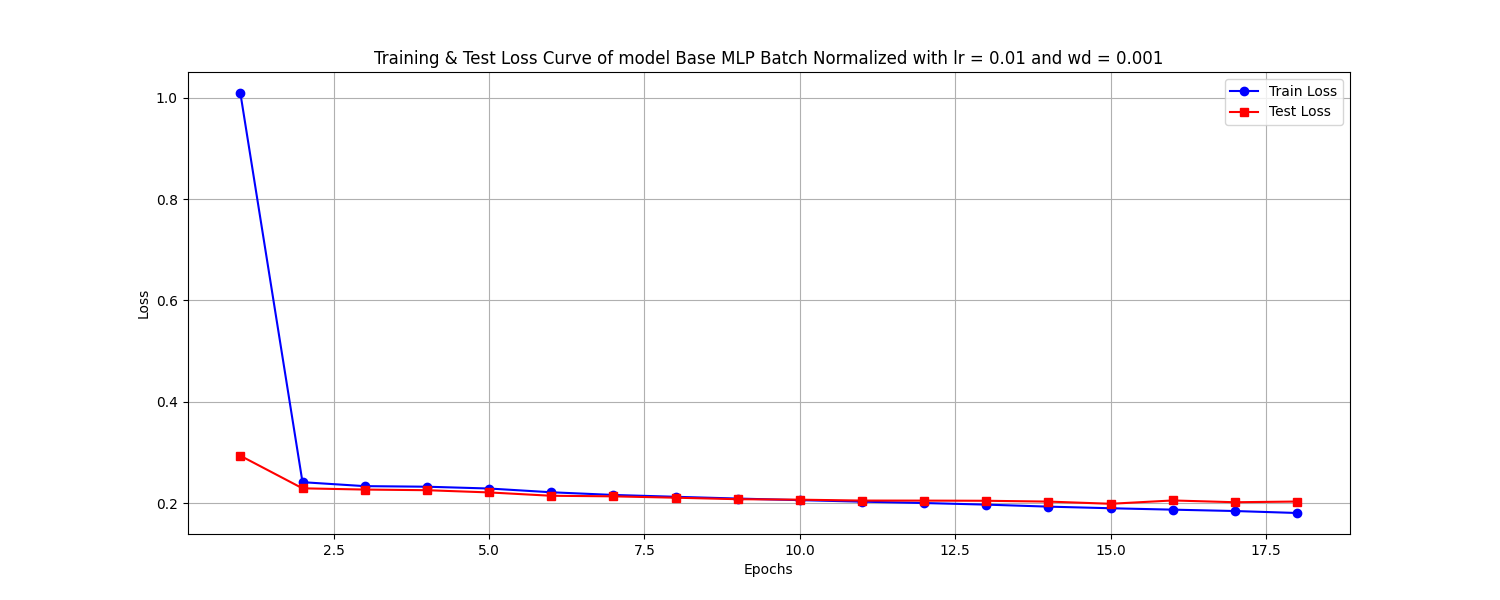 Training & Test Loss Curve of model Base MLP Batch Normalized with lr = 0.01 and wd = 0.001
Train Loss
Test Loss
1.0
0.8
0.6
0.4
0.2
Loss
2.5 5.0 7.5 10.0 12.5 15.0 17.5
Epochs